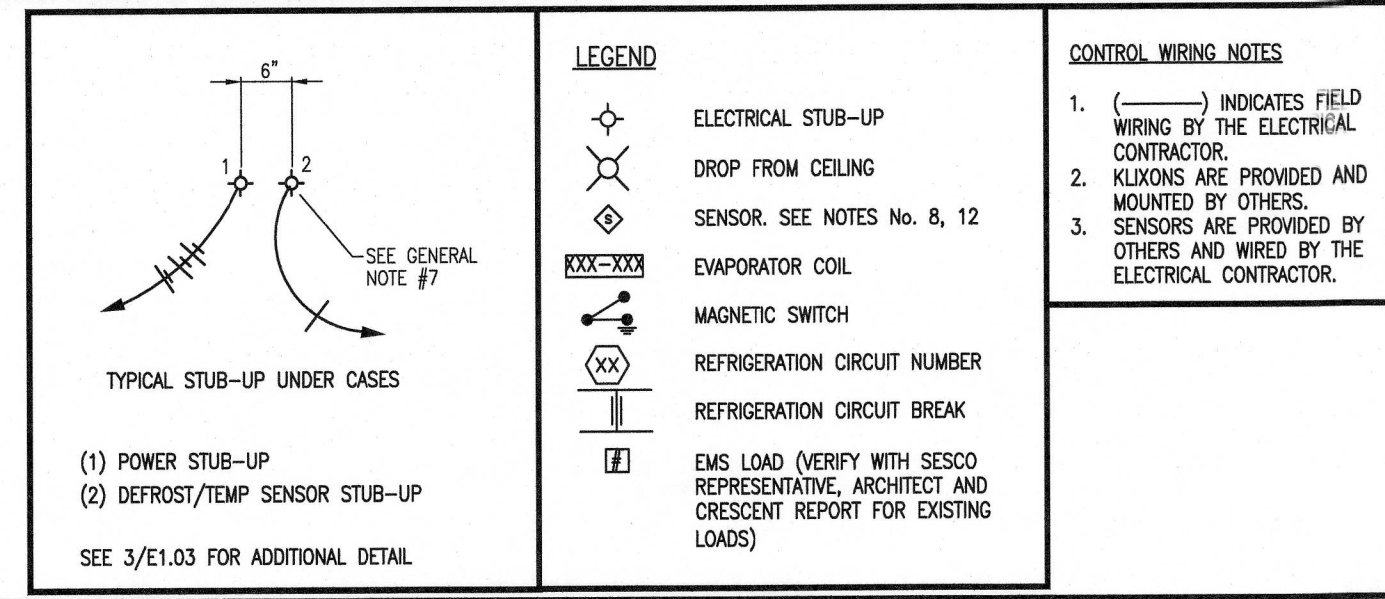 6"
1 2
SEE GENERAL
NOTE #7
TYPICAL STUB-UP UNDER CASES
(1) POWER STUB-UP
(2) DEFROST/TEMP SENSOR STUB-UP
SEE 3/E1.03 FOR ADDITIONAL DETAIL
LEGEND
ELECTRICAL STUB-UP
DROP FROM CEILING
S SENSOR. SEE NOTES No. 8, 12
XXX-XXX EVAPORATOR COIL
MAGNETIC SWITCH
XX REFRIGERATION CIRCUIT NUMBER
REFRIGERATION CIRCUIT BREAK
# EMS LOAD (VERIFY WITH SESCO
REPRESENTATIVE, ARCHITECT AND
CRESCENT REPORT FOR EXISTING
LOADS)
CONTROL WIRING NOTES
1. (————) INDICATES FIELD
WIRING BY THE ELECTRICAL
CONTRACTOR.
2. KLIXONS ARE PROVIDED AND
MOUNTED BY OTHERS.
3. SENSORS ARE PROVIDED BY
OTHERS AND WIRED BY THE
ELECTRICAL CONTRACTOR.